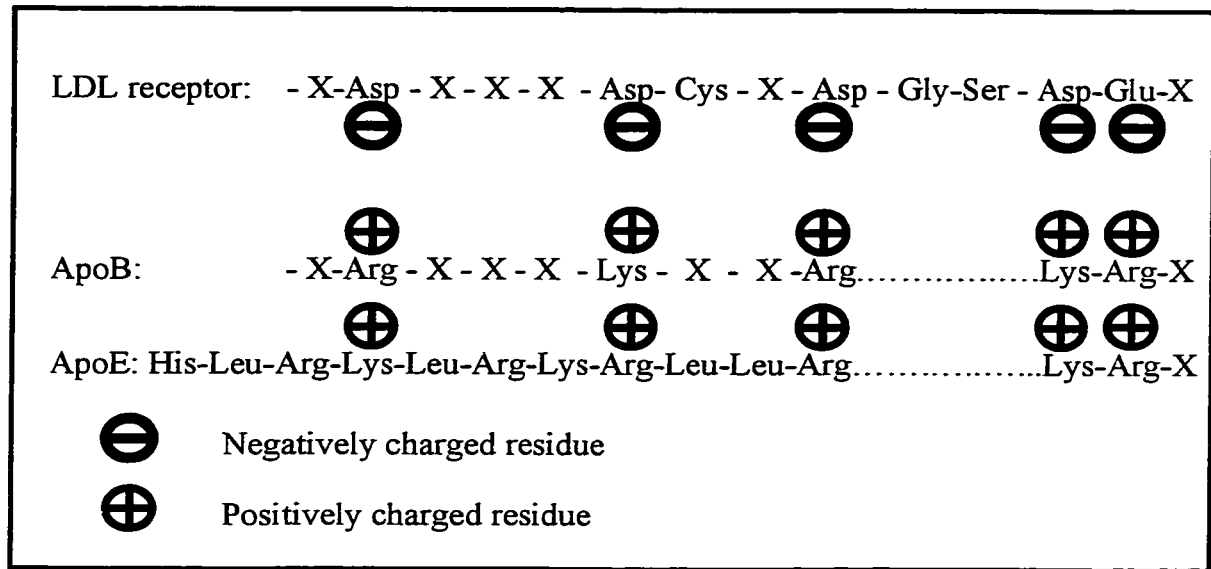 LDL receptor: - X-Asp - X - X - X - Asp- Cys - X - Asp - Gly-Ser - Asp-Glu-X
ApoB: - X-Arg - X - X - X - Lys - X - X -Arg....................Lys-Arg-X
ApoE: His-Leu-Arg-Lys-Leu-Arg-Lys-Arg-Leu-Leu-Arg....................Lys-Arg-X
Negatively charged residue
Positively charged residue